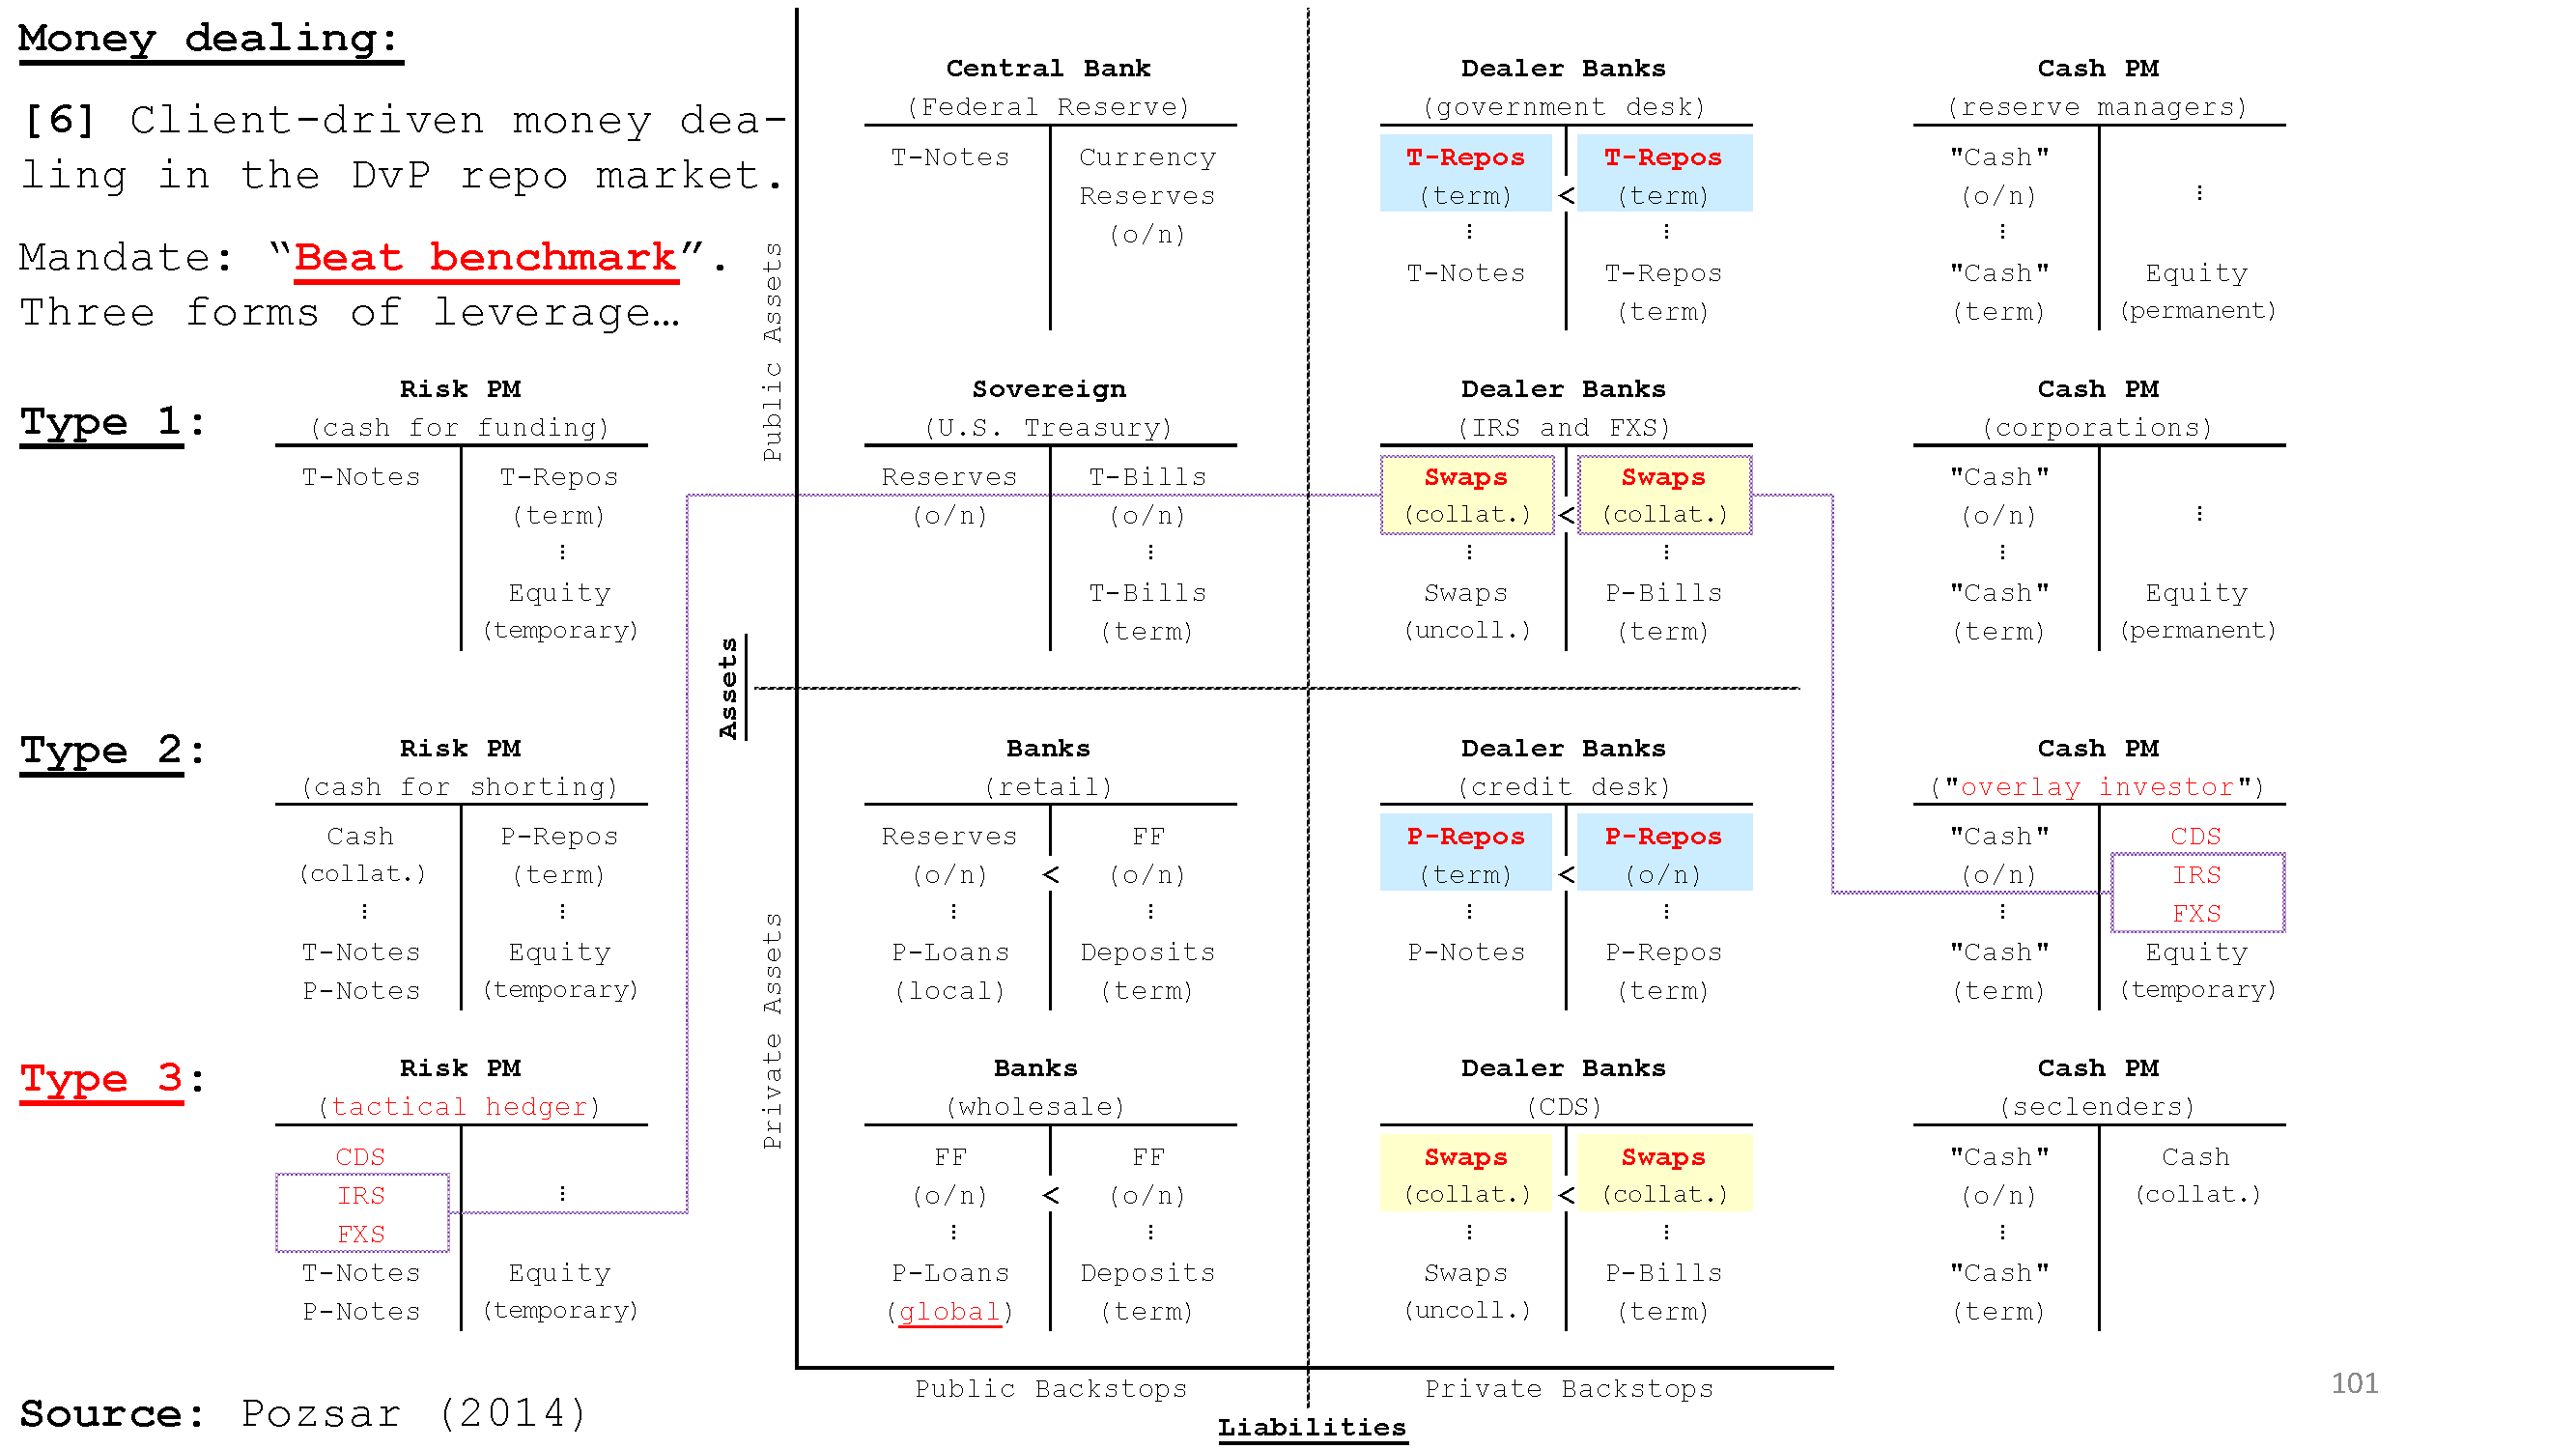 Money dealing:
[6] Client-driven money dea-
ling in the DvP repo market.
Mandate: “Beat benchmark”.
Three forms of leverage…
Central Bank
(Federal Reserve)
T-Notes Currency
Reserves
(o/n)
Dealer Banks
(government desk)
T-Repos T-Repos
(term) < (term)
⋮ ⋮
T-Notes T-Repos
(term)
Cash PM
(reserve managers)
"Cash"
(o/n) ⋮
⋮
"Cash" Equity
(term) (permanent)
Public Assets
Type 1:
Risk PM
(cash for funding)
T-Notes T-Repos
(term)
⋮
Equity
(temporary)
Sovereign
(U.S. Treasury)
Reserves T-Bills
(o/n) (o/n)
⋮
T-Bills
(term)
Dealer Banks
(IRS and FXS)
Swaps Swaps
(collat.) < (collat.)
⋮ ⋮
Swaps P-Bills
(uncoll.) (term)
Cash PM
(corporations)
"Cash"
(o/n) ⋮
⋮
"Cash" Equity
(term) (permanent)
Assets
Type 2:
Risk PM
(cash for shorting)
Cash P-Repos
(collat.) (term)
⋮ ⋮
T-Notes Equity
P-Notes (temporary)
Banks
(retail)
Reserves FF
(o/n) < (o/n)
⋮ ⋮
P-Loans Deposits
(local) (term)
Dealer Banks
(credit desk)
P-Repos P-Repos
(term) < (o/n)
⋮ ⋮
P-Notes P-Repos
(term)
Cash PM
("overlay investor")
"Cash" CDS
(o/n) IRS
⋮ FXS
"Cash" Equity
(term) (temporary)
Private Assets
Type 3:
Risk PM
(tactical hedger)
CDS
IRS ⋮
FXS
T-Notes Equity
P-Notes (temporary)
Banks
(wholesale)
FF FF
(o/n) < (o/n)
⋮ ⋮
P-Loans Deposits
(global) (term)
Dealer Banks
(CDS)
Swaps Swaps
(collat.) < (collat.)
⋮ ⋮
Swaps P-Bills
(uncoll.) (term)
Cash PM
(seclenders)
"Cash" Cash
(o/n) (collat.)
⋮
"Cash"
(term)
Public Backstops Private Backstops
Liabilities
Source: Pozsar (2014)
101